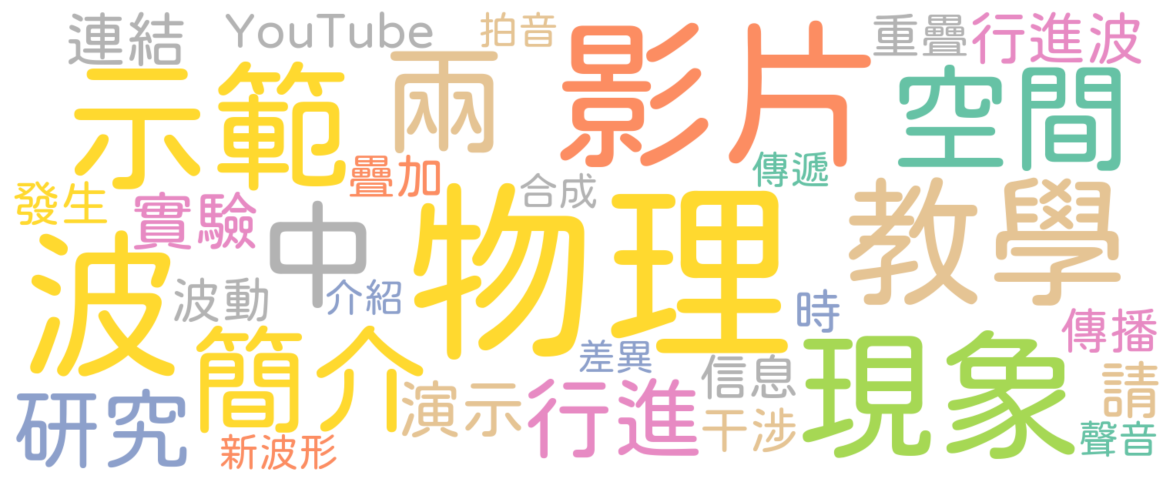 連結
YouTube
拍音
重疊
行進波
示範
兩
影片
空間
傳遞
疊加
合成
發生
實驗
中
物理
教學
波
波動
介紹
時
傳播
簡介
差異
現象
研究
演示
行進
信息
請
新波形
干涉
聲音